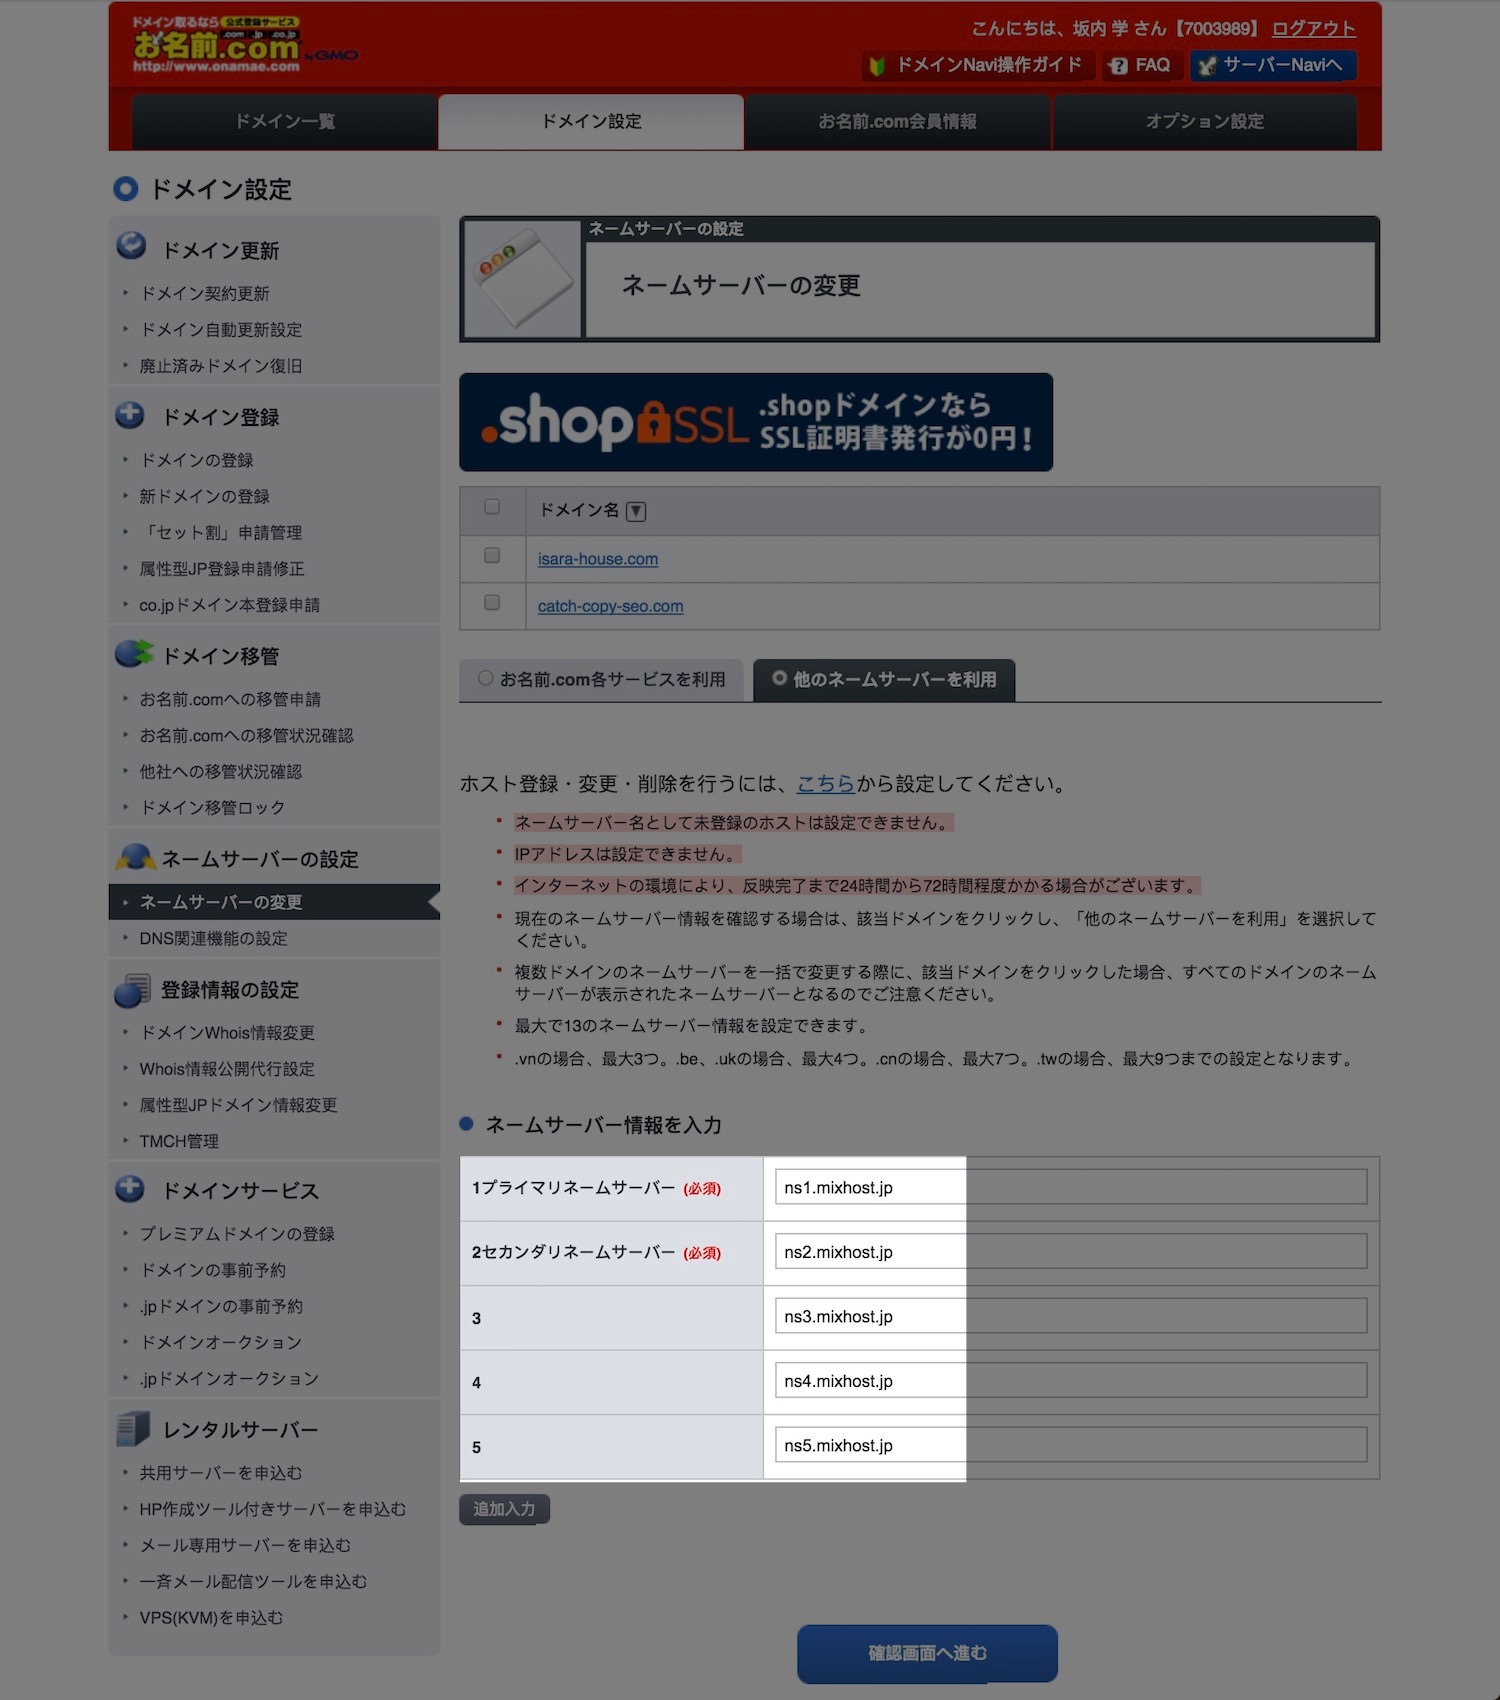 ドメイン取るなら 公式登録サービス
お名前.com by GMO
http://www.onamae.com
こんにちは、坂内 学 さん【7003989】 ログアウト
ドメインNavi操作ガイド FAQ サーバーNaviへ
ドメイン一覧 ドメイン設定 お名前.com会員情報 オプション設定
ドメイン設定
ドメイン更新
ドメイン契約更新
ドメイン自動更新設定
廃止済みドメイン復旧
ドメイン登録
ドメインの登録
新ドメインの登録
「セット割」申請管理
属性型JP登録申請修正
co.jpドメイン本登録申請
ドメイン移管
お名前.comへの移管申請
お名前.comへの移管状況確認
他社への移管状況確認
ドメイン移管ロック
ネームサーバーの設定
ネームサーバーの変更
DNS関連機能の設定
登録情報の設定
ドメインWhois情報変更
Whois情報公開代行設定
属性型JPドメイン情報変更
TMCH管理
ドメインサービス
プレミアムドメインの登録
ドメインの事前予約
.jpドメインの事前予約
ドメインオークション
.jpドメインオークション
レンタルサーバー
共用サーバーを申込む
HP作成ツール付きサーバーを申込む
メール専用サーバーを申込む
一斉メール配信ツールを申込む
VPS(KVM)を申込む
ネームサーバーの設定
ネームサーバーの変更
.shop SSL .shopドメインなら
SSL証明書発行が0円!
ドメイン名 ▼
isara-house.com
catch-copy-seo.com
お名前.com各サービスを利用 他のネームサーバーを利用
ホスト登録・変更・削除を行うには、こちらから設定してください。
ネームサーバー名として未登録のホストは設定できません。
IPアドレスは設定できません。
インターネットの環境により、反映完了まで24時間から72時間程度かかる場合がございます。
現在のネームサーバー情報を確認する場合は、該当ドメインをクリックし、「他のネームサーバーを利用」を選択して
ください。
複数ドメインのネームサーバーを一括で変更する際に、該当ドメインをクリックした場合、すべてのドメインのネーム
サーバーが表示されたネームサーバーとなるのでご注意ください。
最大で13のネームサーバー情報を設定できます。
.vnの場合、最大3つ。.be、.ukの場合、最大4つ。.cnの場合、最大7つ。.twの場合、最大9つまでの設定となります。
ネームサーバー情報を入力
1プライマリネームサーバー (必須) ns1.mixhost.jp
2セカンダリネームサーバー (必須) ns2.mixhost.jp
3 ns3.mixhost.jp
4 ns4.mixhost.jp
5 ns5.mixhost.jp
追加入力
確認画面へ進む